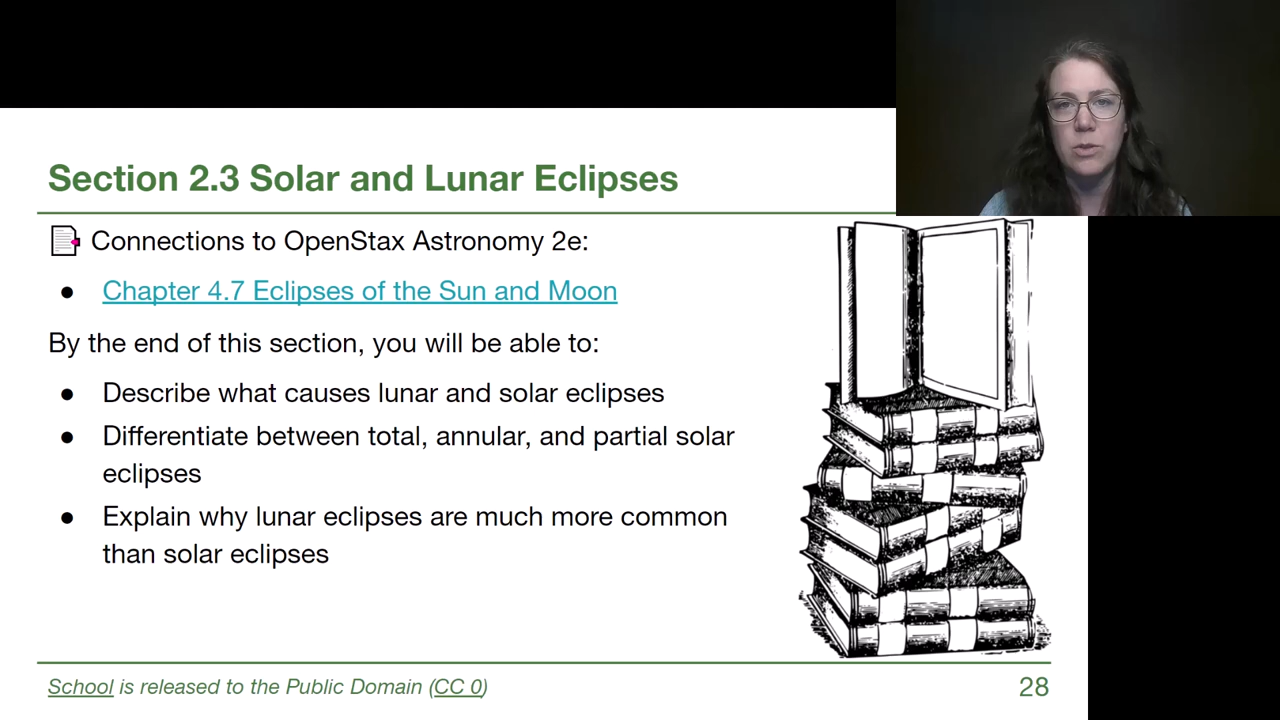 Section 2.3 Solar and Lunar Eclipses
Connections to OpenStax Astronomy 2e:
● Chapter 4.7 Eclipses of the Sun and Moon
By the end of this section, you will be able to:
● Describe what causes lunar and solar eclipses
● Differentiate between total, annular, and partial solar
eclipses
● Explain why lunar eclipses are much more common
than solar eclipses
School is released to the Public Domain (CC 0)
28